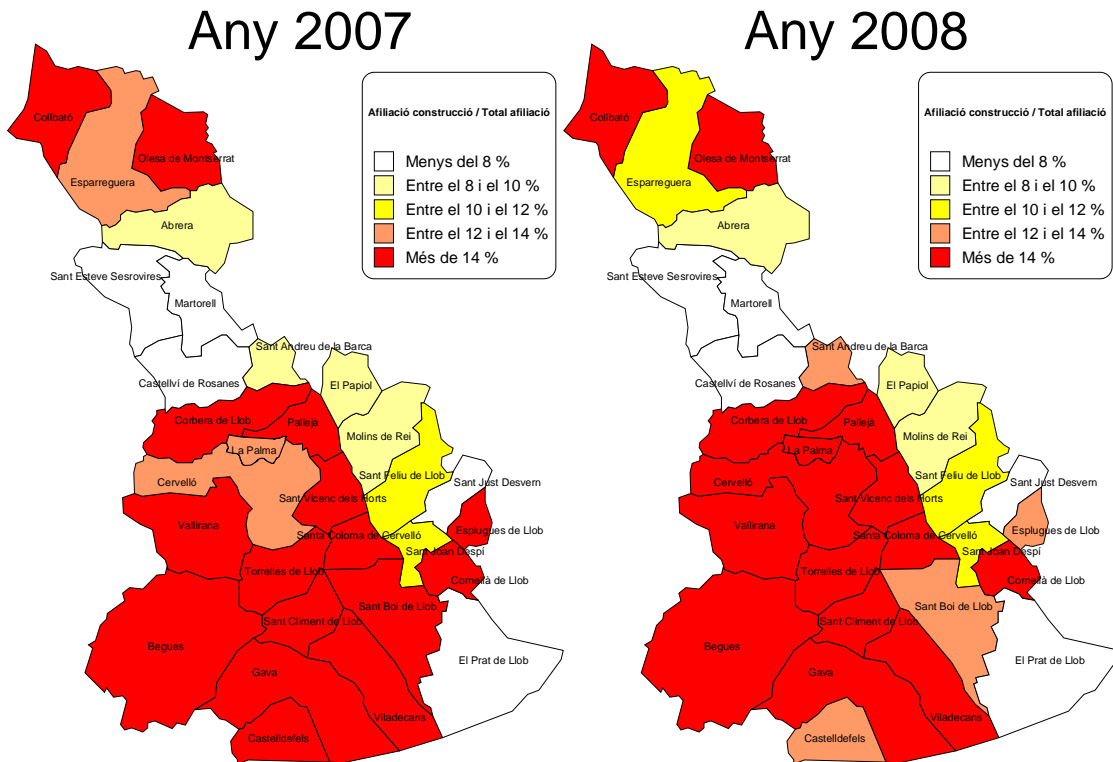 Any 2007
Afiliació construcció / Total afiliació
Menys del 8 %
Entre el 8 i el 10 %
Entre el 10 i el 12 %
Entre el 12 i el 14 %
Més de 14 %
Collbató
Olesa de Montserrat
Esparreguera
Abrera
Sant Esteve Sesrovires
Martorell
Sant Andreu de la Barca
Castellví de Rosanes
El Papiol
Corbera de Llob
Pallejà
Molins de Rei
La Palma
Sant Feliu de Llob
Cervelló
Sant Just Desvern
Sant Vicenc dels Horts
Vallirana
Esplugues de Llob
Santa Coloma de Cervelló
Sant Joan Despí
Torrelles de Llob
Cornellà de Llob
Sant Boi de Llob
Sant Climent de Llob
Begues
El Prat de Llob
Gava
Viladecans
Castelldefels
Any 2008
Afiliació construcció / Total afiliació
Menys del 8 %
Entre el 8 i el 10 %
Entre el 10 i el 12 %
Entre el 12 i el 14 %
Més de 14 %
Collbató
Olesa de Montserrat
Esparreguera
Abrera
Sant Esteve Sesrovires
Martorell
Sant Andreu de la Barca
Castellví de Rosanes
El Papiol
Corbera de Llob
Pallejà
Molins de Rei
La Palma
Sant Feliu de Llob
Cervelló
Sant Just Desvern
Sant Vicenc dels Horts
Vallirana
Esplugues de Llob
Santa Coloma de Cervelló
Sant Joan Despí
Torrelles de Llob
Cornellà de Llob
Sant Boi de Llob
Sant Climent de Llob
Begues
El Prat de Llob
Gava
Viladecans
Castelldefels